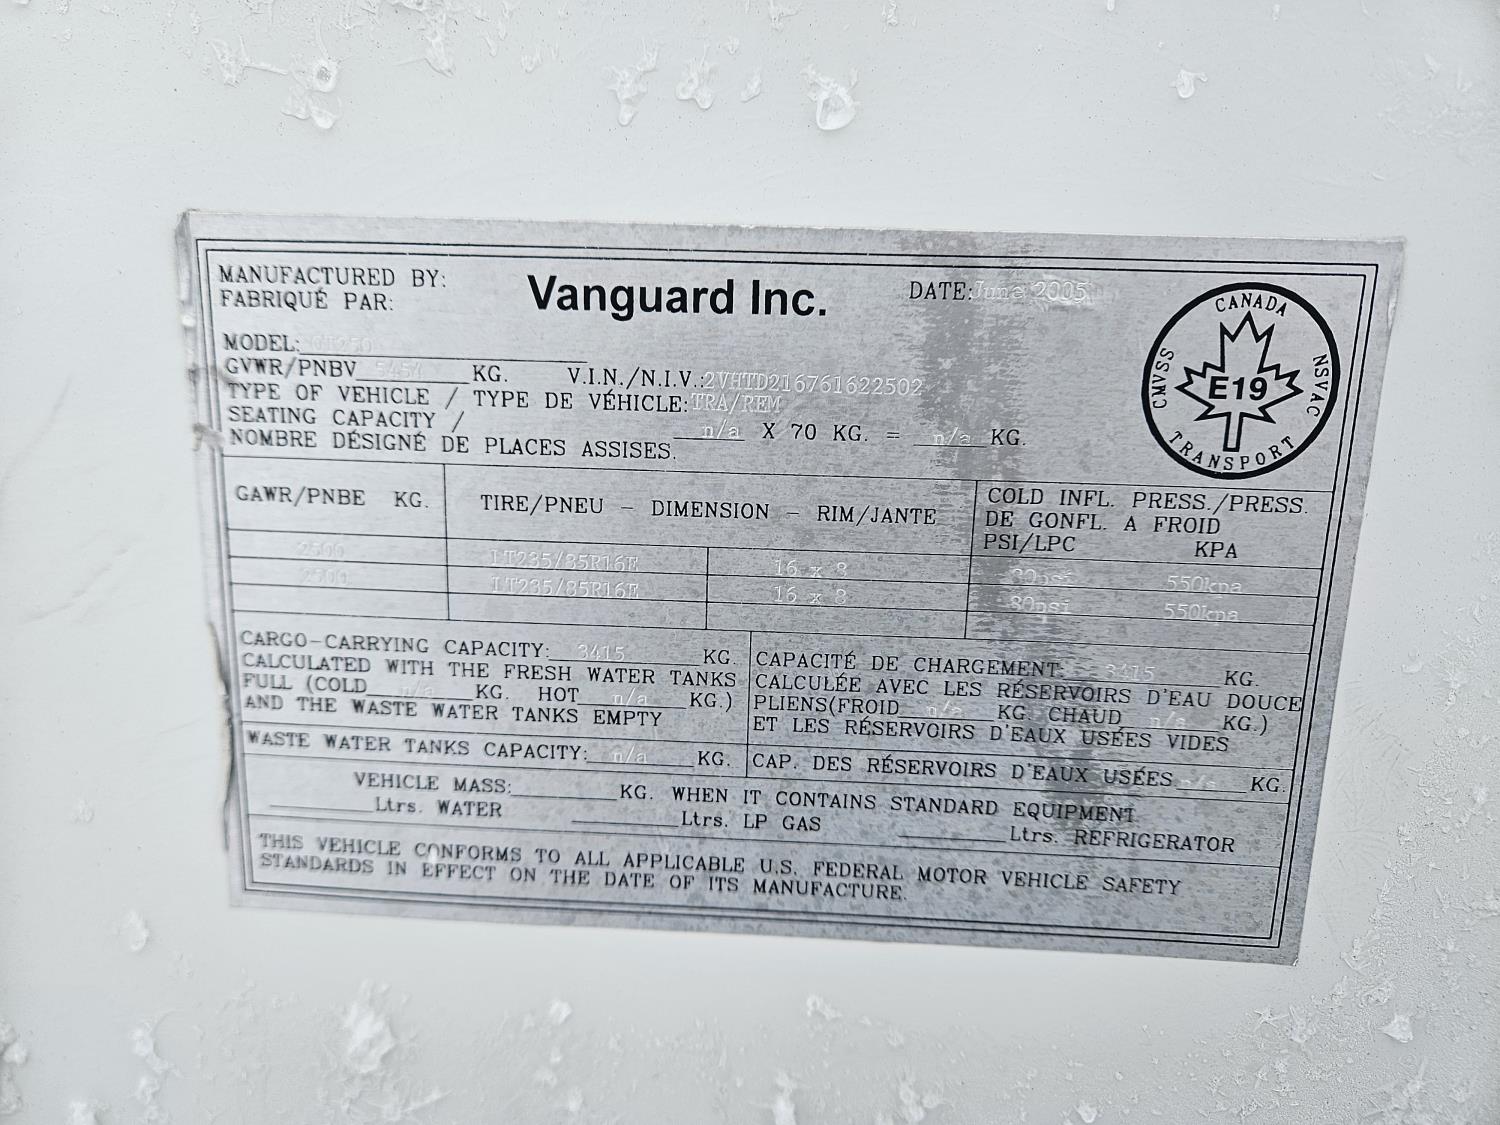 MANUFACTURED BY:
FABRIQUÉ PAR:
Vanguard Inc.
DATE: June 2005
MODEL:
GVWR/PNBV 5454 KG. V.I.N./N.I.V.: 2VHTD216761622502
TYPE OF VEHICLE / TYPE DE VÉHICLE: TRA/REM
SEATING CAPACITY /
NOMBRE DÉSIGNÉ DE PLACES ASSISES. n/a X 70 KG. = n/a KG.
CANADA
CMVSS
NSVAC
E19
TRANSPORT
GAWR/PNBE KG.
TIRE/PNEU - DIMENSION - RIM/JANTE
COLD INFL. PRESS./PRESS.
DE GONFL. A FROID
PSI/LPC KPA
2500 LT235/85R16E 16 x 8 80psi 550kpa
2500 LT235/85R16E 16 x 8 80psi 550kpa
CARGO-CARRYING CAPACITY: 3415 KG.
CALCULATED WITH THE FRESH WATER TANKS
FULL (COLD n/a KG. HOT n/a KG.)
AND THE WASTE WATER TANKS EMPTY
CAPACITÉ DE CHARGEMENT: 3415 KG.
CALCULÉE AVEC LES RÉSERVOIRS D'EAU DOUCE
PLIENS(FROID n/a KG. CHAUD n/a KG.)
ET LES RÉSERVOIRS D'EAUX USÉES VIDES
WASTE WATER TANKS CAPACITY: n/a KG.
CAP. DES RÉSERVOIRS D'EAUX USÉES n/a KG.
VEHICLE MASS: KG. WHEN IT CONTAINS STANDARD EQUIPMENT
Ltrs. WATER Ltrs. LP GAS Ltrs. REFRIGERATOR
THIS VEHICLE CONFORMS TO ALL APPLICABLE U.S. FEDERAL MOTOR VEHICLE SAFETY
STANDARDS IN EFFECT ON THE DATE OF ITS MANUFACTURE.